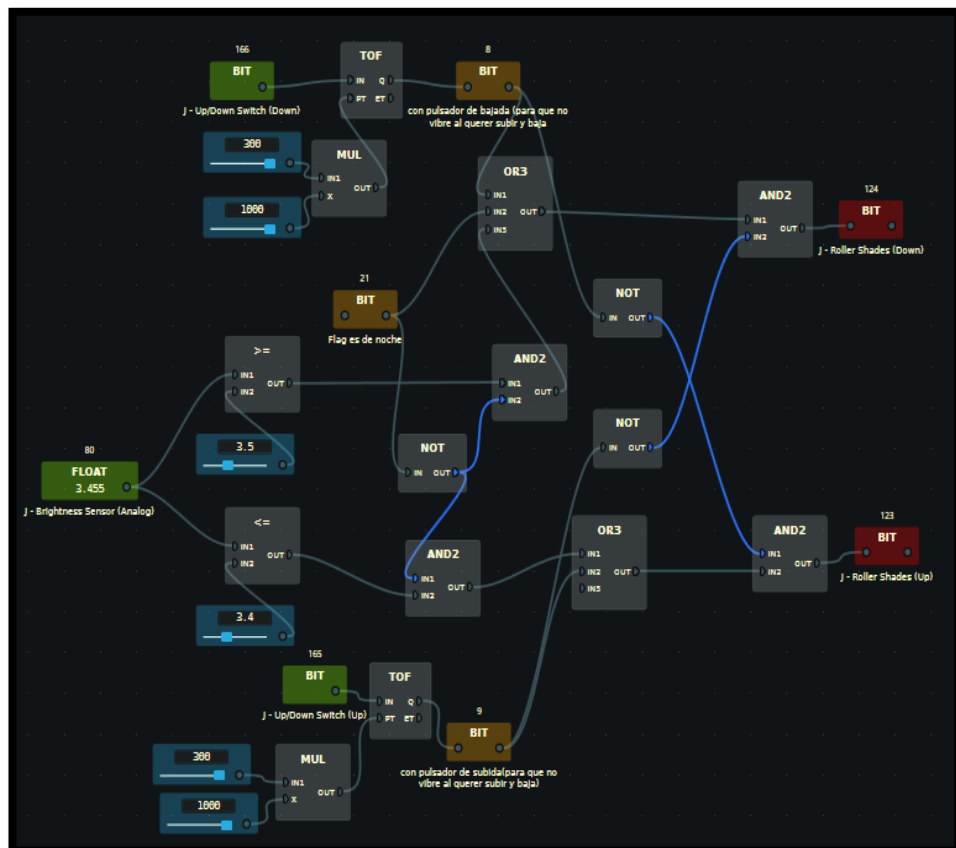 166
BIT
J - Up/Down Switch (Down)
TOF
IN Q
PT ET
8
BIT
con pulsador de bajada (para que no
vibre al querer subir y baja
300
1000
MUL
IN1
X
OUT
OR3
IN1
IN2
IN3
OUT
AND2
IN1
IN2
OUT
124
BIT
J - Roller Shades (Down)
21
BIT
Flag es de noche
NOT
IN OUT
>=
IN1
IN2
OUT
AND2
IN1
IN2
OUT
3.5
NOT
IN OUT
NOT
IN OUT
80
FLOAT
3.455
J - Brightness Sensor (Analog)
<=
IN1
IN2
OUT
AND2
IN1
IN2
OUT
OR3
IN1
IN2
IN3
OUT
AND2
IN1
IN2
OUT
123
BIT
J - Roller Shades (Up)
3.4
165
BIT
J - Up/Down Switch (Up)
TOF
IN Q
PT ET
9
BIT
con pulsador de subida(para que no
vibre al querer subir y baja)
300
1000
MUL
IN1
X
OUT